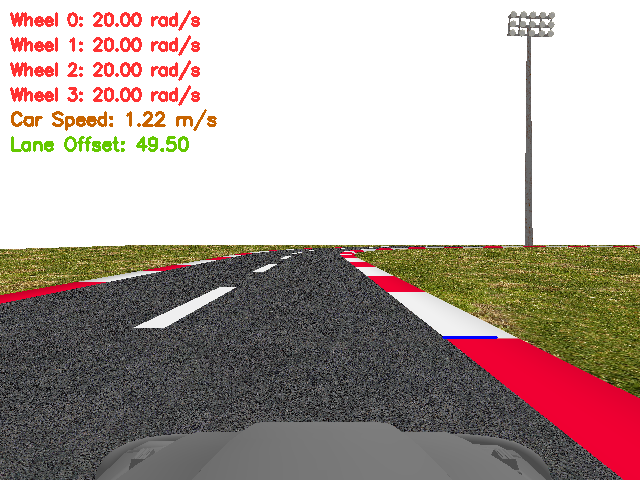 Wheel 0: 20.00 rad/s
Wheel 1: 20.00 rad/s
Wheel 2: 20.00 rad/s
Wheel 3: 20.00 rad/s
Car Speed: 1.22 m/s
Lane Offset: 49.50